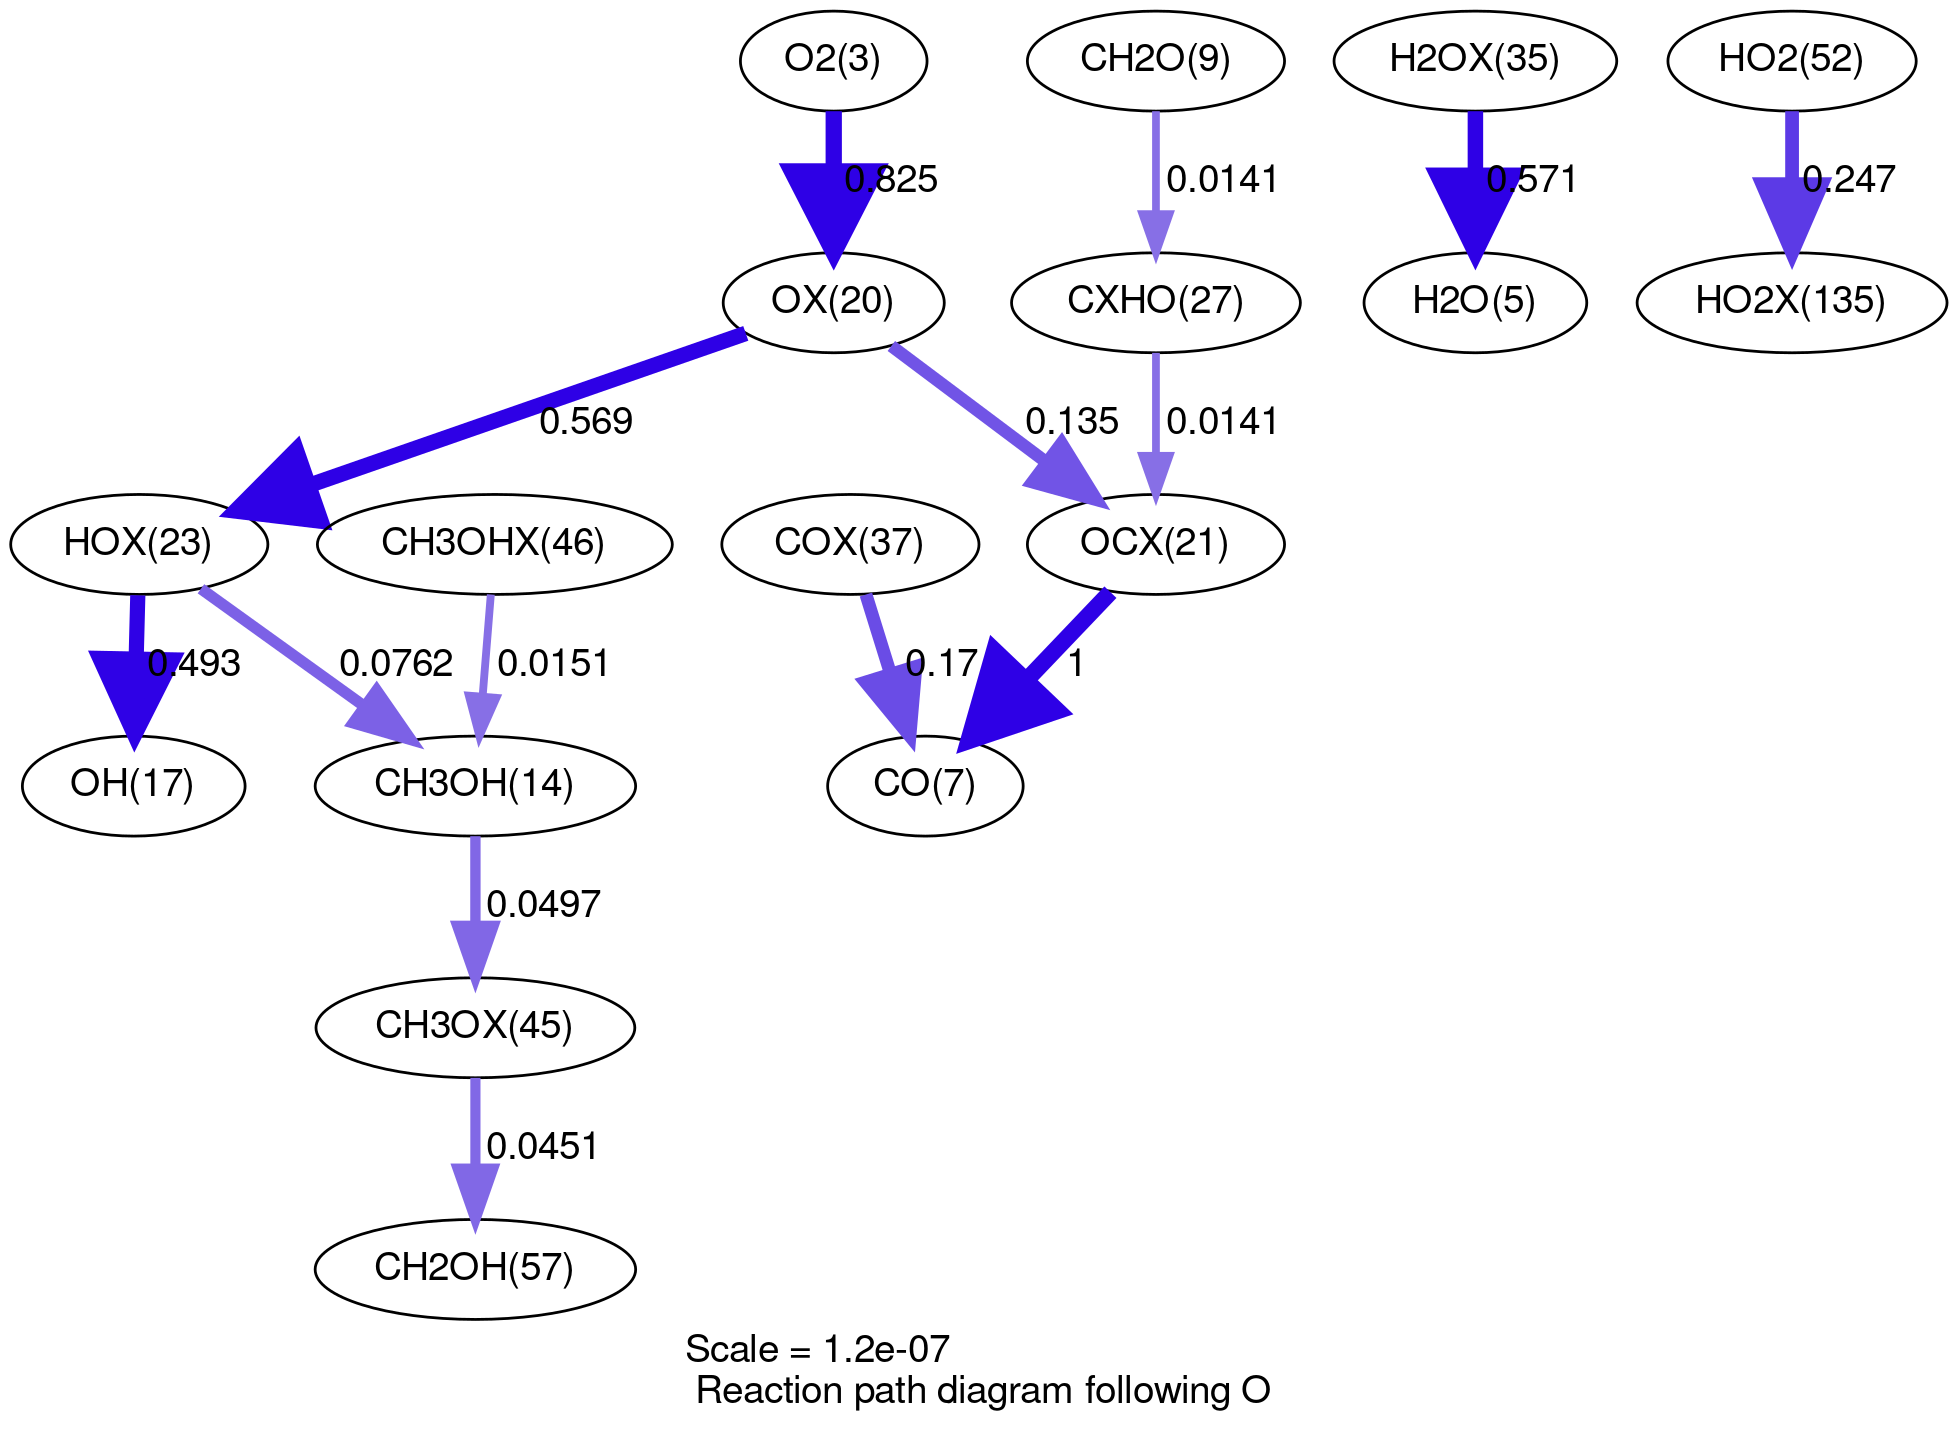 O2(3)
CH2O(9)
H2OX(35)
HO2(52)
0.825
0.0141
0.571
0.247
OX(20)
CXHO(27)
H2O(5)
HO2X(135)
0.569
0.135
0.0141
HOX(23)
CH3OHX(46)
COX(37)
OCX(21)
0.493
0.0762
0.0151
0.17
1
OH(17)
CH3OH(14)
CO(7)
0.0497
CH3OX(45)
0.0451
CH2OH(57)
Scale = 1.2e-07
Reaction path diagram following O